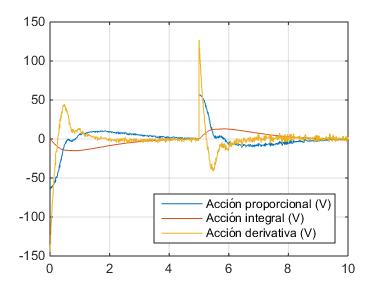 150
100
50
0
-50
-100
-150
Acción proporcional (V)
Acción integral (V)
Acción derivativa (V)
0 2 4 6 8 10